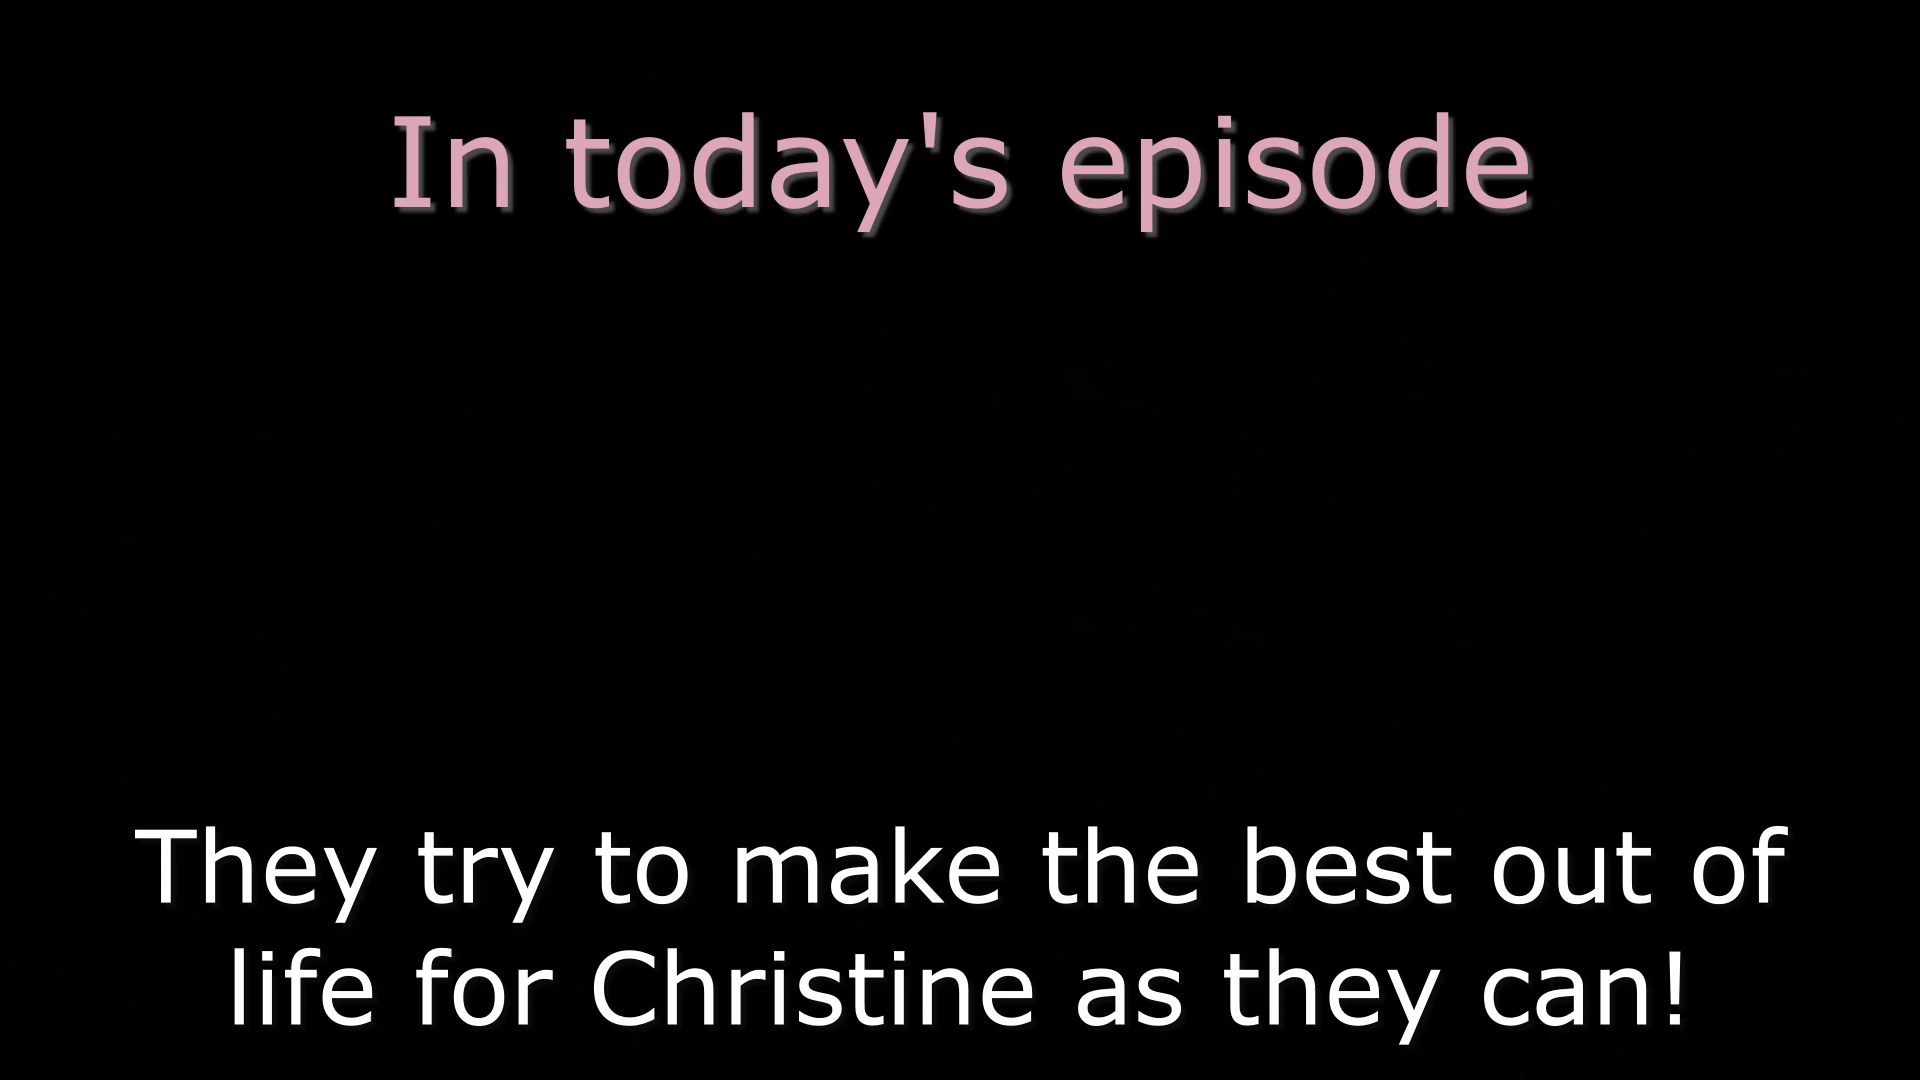 In today's episode
They try to make the best out of
life for Christine as they can!